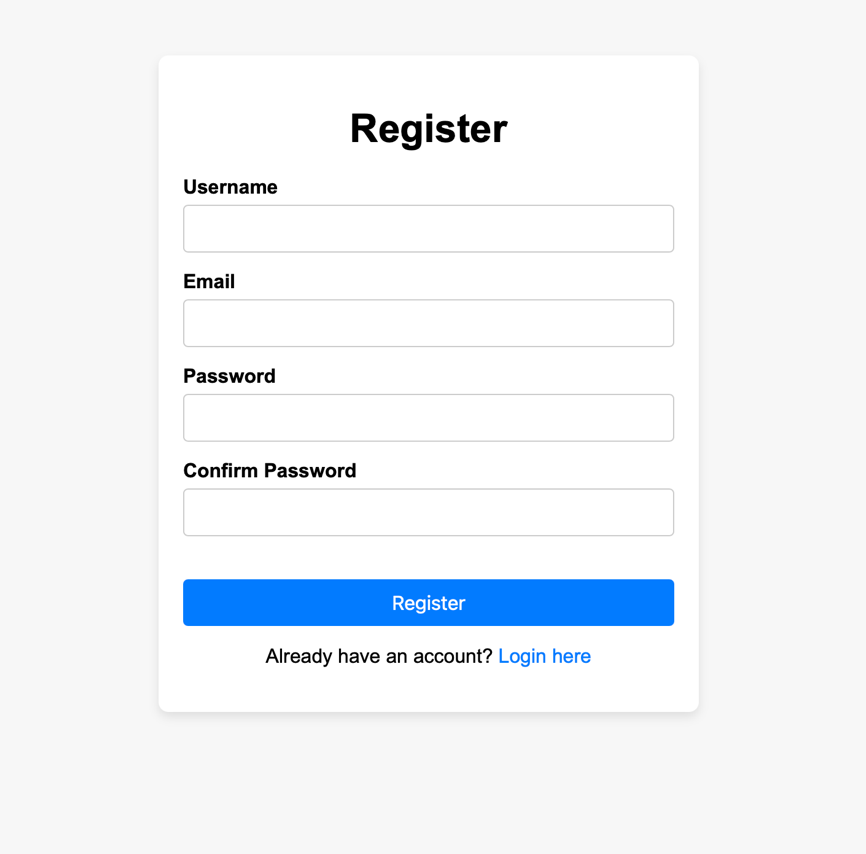 Register
Username
Email
Password
Confirm Password
Register
Already have an account? Login here